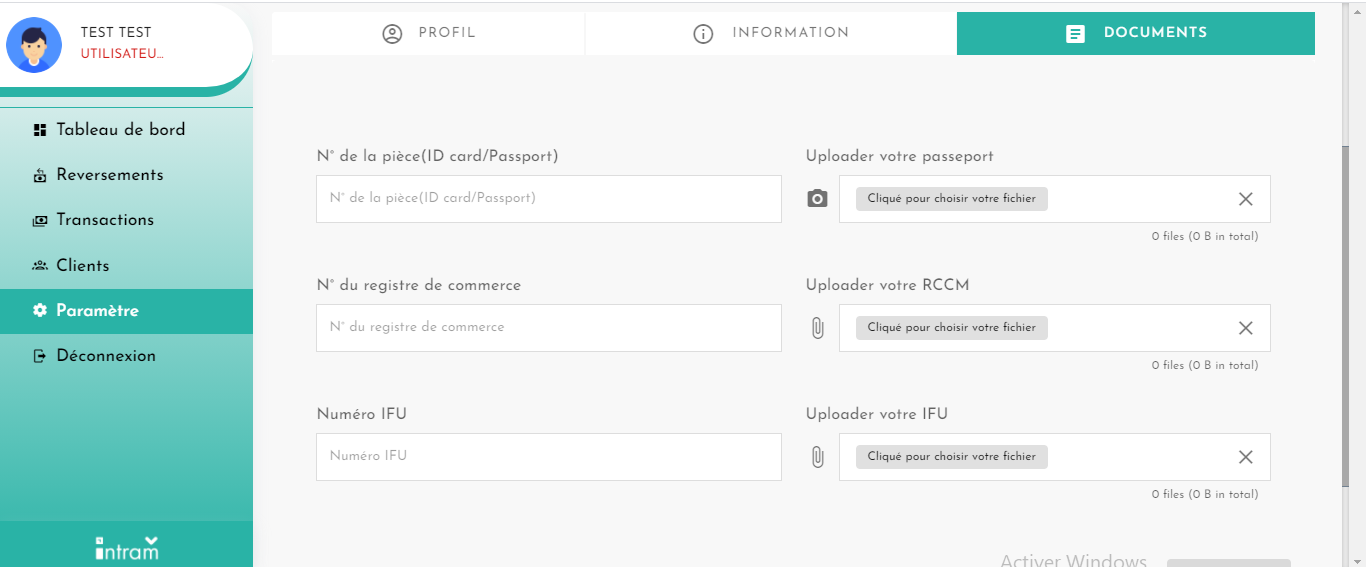 TEST TEST
UTILISATEU...
Tableau de bord
Reversements
Transactions
Clients
Paramètre
Déconnexion
intram
PROFIL
INFORMATION
DOCUMENTS
N° de la pièce(ID card/Passport)
Uploader votre passeport
N° de la pièce(ID card/Passport)
Cliqué pour choisir votre fichier
0 files (0 B in total)
N° du registre de commerce
Uploader votre RCCM
N° du registre de commerce
Cliqué pour choisir votre fichier
0 files (0 B in total)
Numéro IFU
Uploader votre IFU
Numéro IFU
Cliqué pour choisir votre fichier
0 files (0 B in total)
Activer Windows